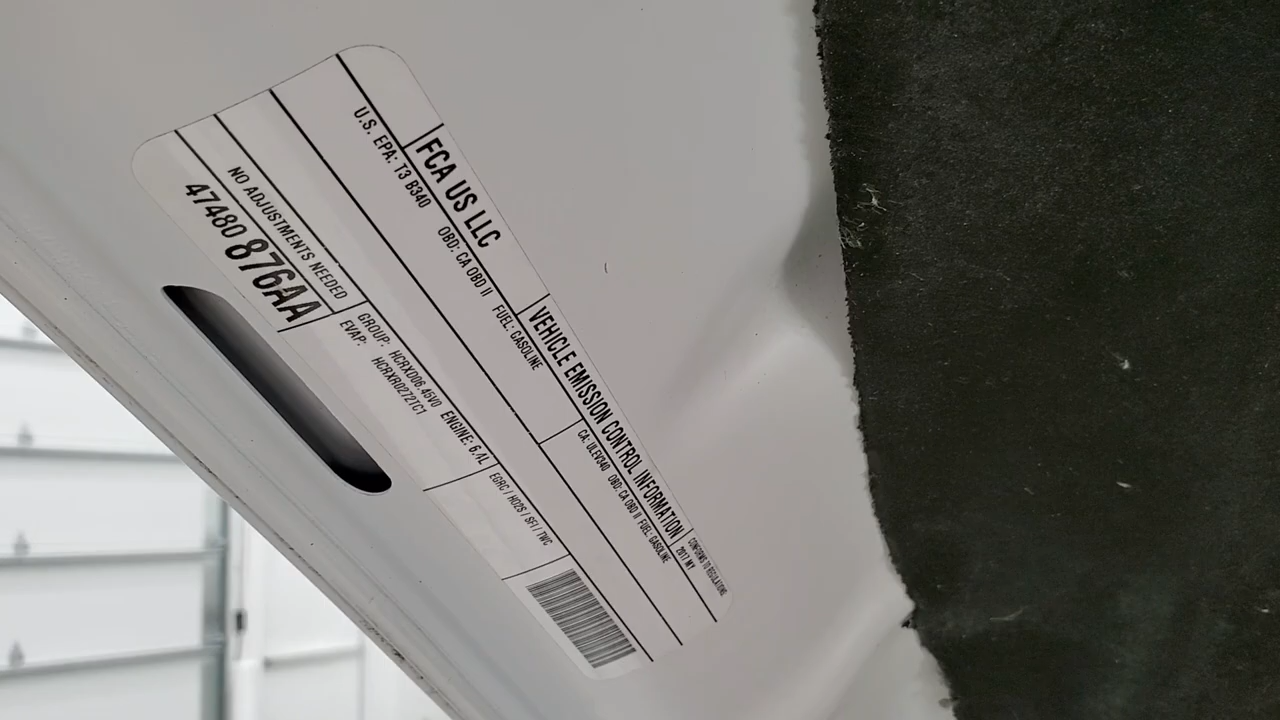 FCA US LLC
VEHICLE EMISSION CONTROL INFORMATION
CONFORMS TO REGULATIONS
2017 MY
U.S. EPA: T3 B340 OBD: CA OBD II FUEL: GASOLINE
CA: ULEV340 OBD: CA OBD II FUEL: GASOLINE
NO ADJUSTMENTS NEEDED
GROUP: HCRXD06.46V0 ENGINE: 6.4L
EVAP: HCRXR0272TC1
EGRC / HO2S / SFI / TWC
47480876AA